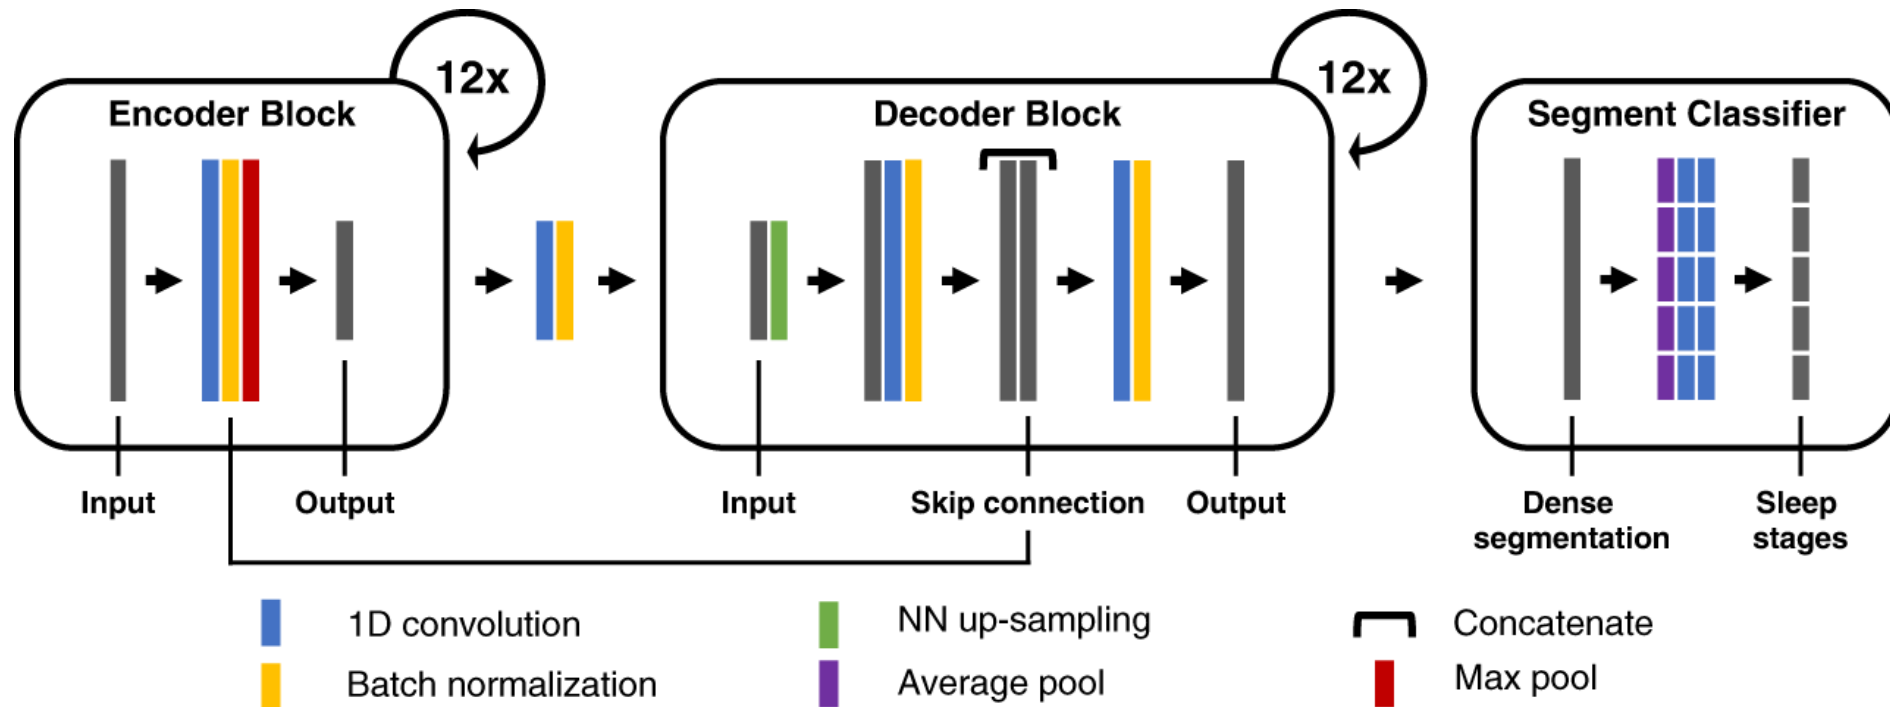 12x
12x
Encoder Block
Decoder Block
Segment Classifier
Input
Output
Input
Skip connection
Output
Dense
segmentation
Sleep
stages
1D convolution
NN up-sampling
Concatenate
Batch normalization
Average pool
Max pool